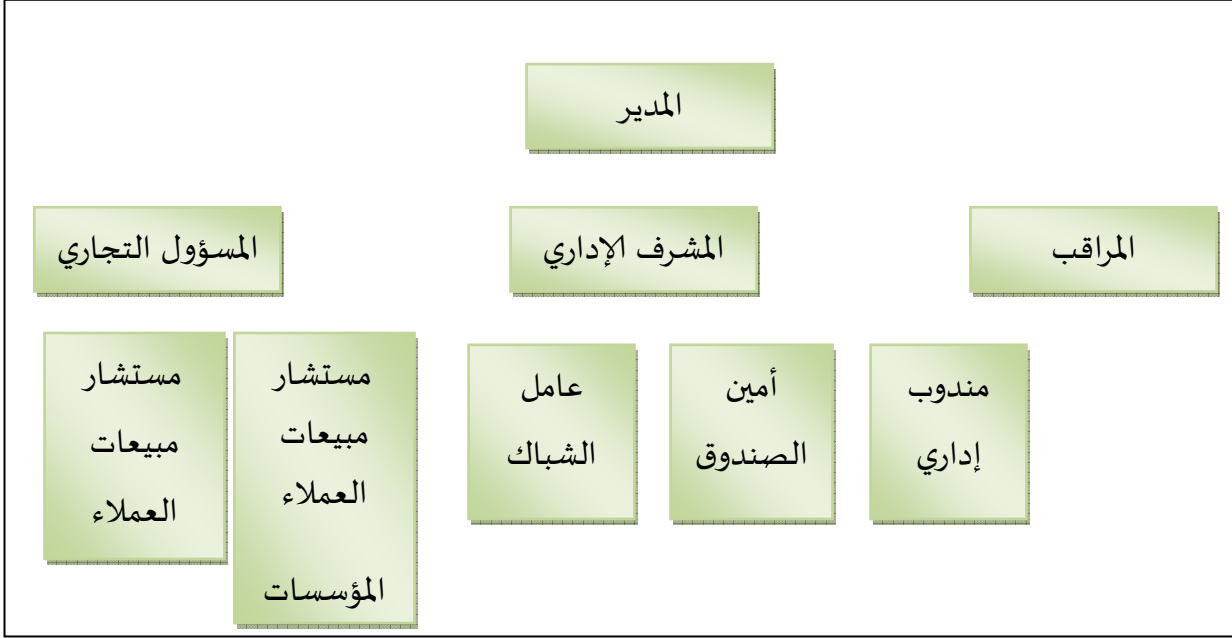 المدير
المراقب
المشرف الإداري
المسؤول التجاري
مندوب
إداري
أمين
الصندوق
عامل
الشباك
مستشار
مبيعات
العملاء
المؤسسات
مستشار
مبيعات
العملاء